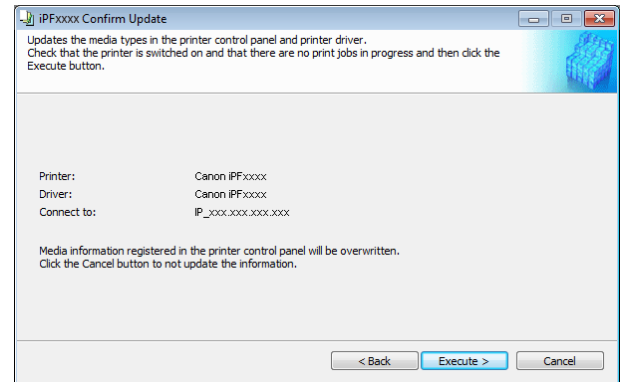 iPFxxxx Confirm Update
Updates the media types in the printer control panel and printer driver.
Check that the printer is switched on and that there are no print jobs in progress and then click the
Execute button.
Printer: Canon iPFxxxx
Driver: Canon iPFxxxx
Connect to: IP_xxx.xxx.xxx.xxx
Media information registered in the printer control panel will be overwritten.
Click the Cancel button to not update the information.
< Back Execute > Cancel